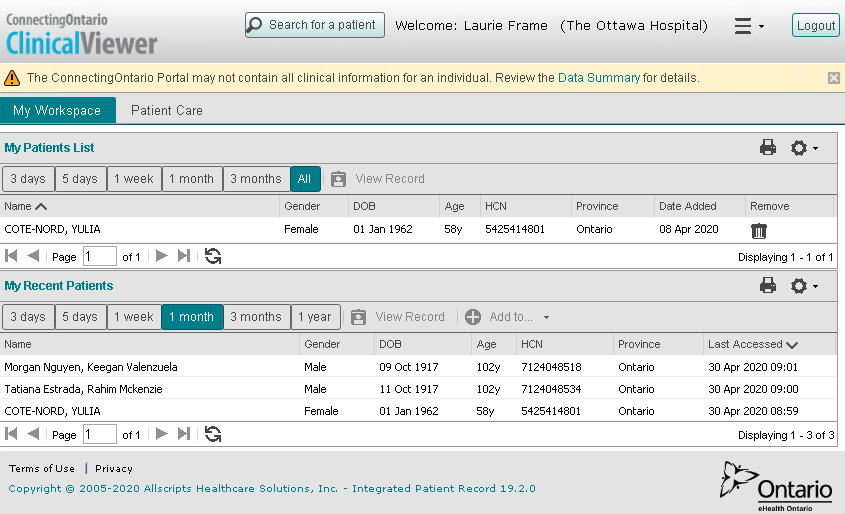 ConnectingOntario
ClinicalViewer
Search for a patient
Welcome: Laurie Frame (The Ottawa Hospital)
Logout
The ConnectingOntario Portal may not contain all clinical information for an individual. Review the Data Summary for details.
My Workspace Patient Care
My Patients List
3 days 5 days 1 week 1 month 3 months All View Record
Name Gender DOB Age HCN Province Date Added Remove
COTE-NORD, YULIA Female 01 Jan 1962 58y 5425414801 Ontario 08 Apr 2020
Page 1 of 1 Displaying 1 - 1 of 1
My Recent Patients
3 days 5 days 1 week 1 month 3 months 1 year View Record Add to...
Name Gender DOB Age HCN Province Last Accessed
Morgan Nguyen, Keegan Valenzuela Male 09 Oct 1917 102y 7124048518 Ontario 30 Apr 2020 09:01
Tatiana Estrada, Rahim Mckenzie Male 11 Oct 1917 102y 7124048534 Ontario 30 Apr 2020 09:00
COTE-NORD, YULIA Female 01 Jan 1962 58y 5425414801 Ontario 30 Apr 2020 08:59
Page 1 of 1 Displaying 1 - 3 of 3
Terms of Use | Privacy
Copyright © 2005-2020 Allscripts Healthcare Solutions, Inc. - Integrated Patient Record 19.2.0
Ontario
eHealth Ontario